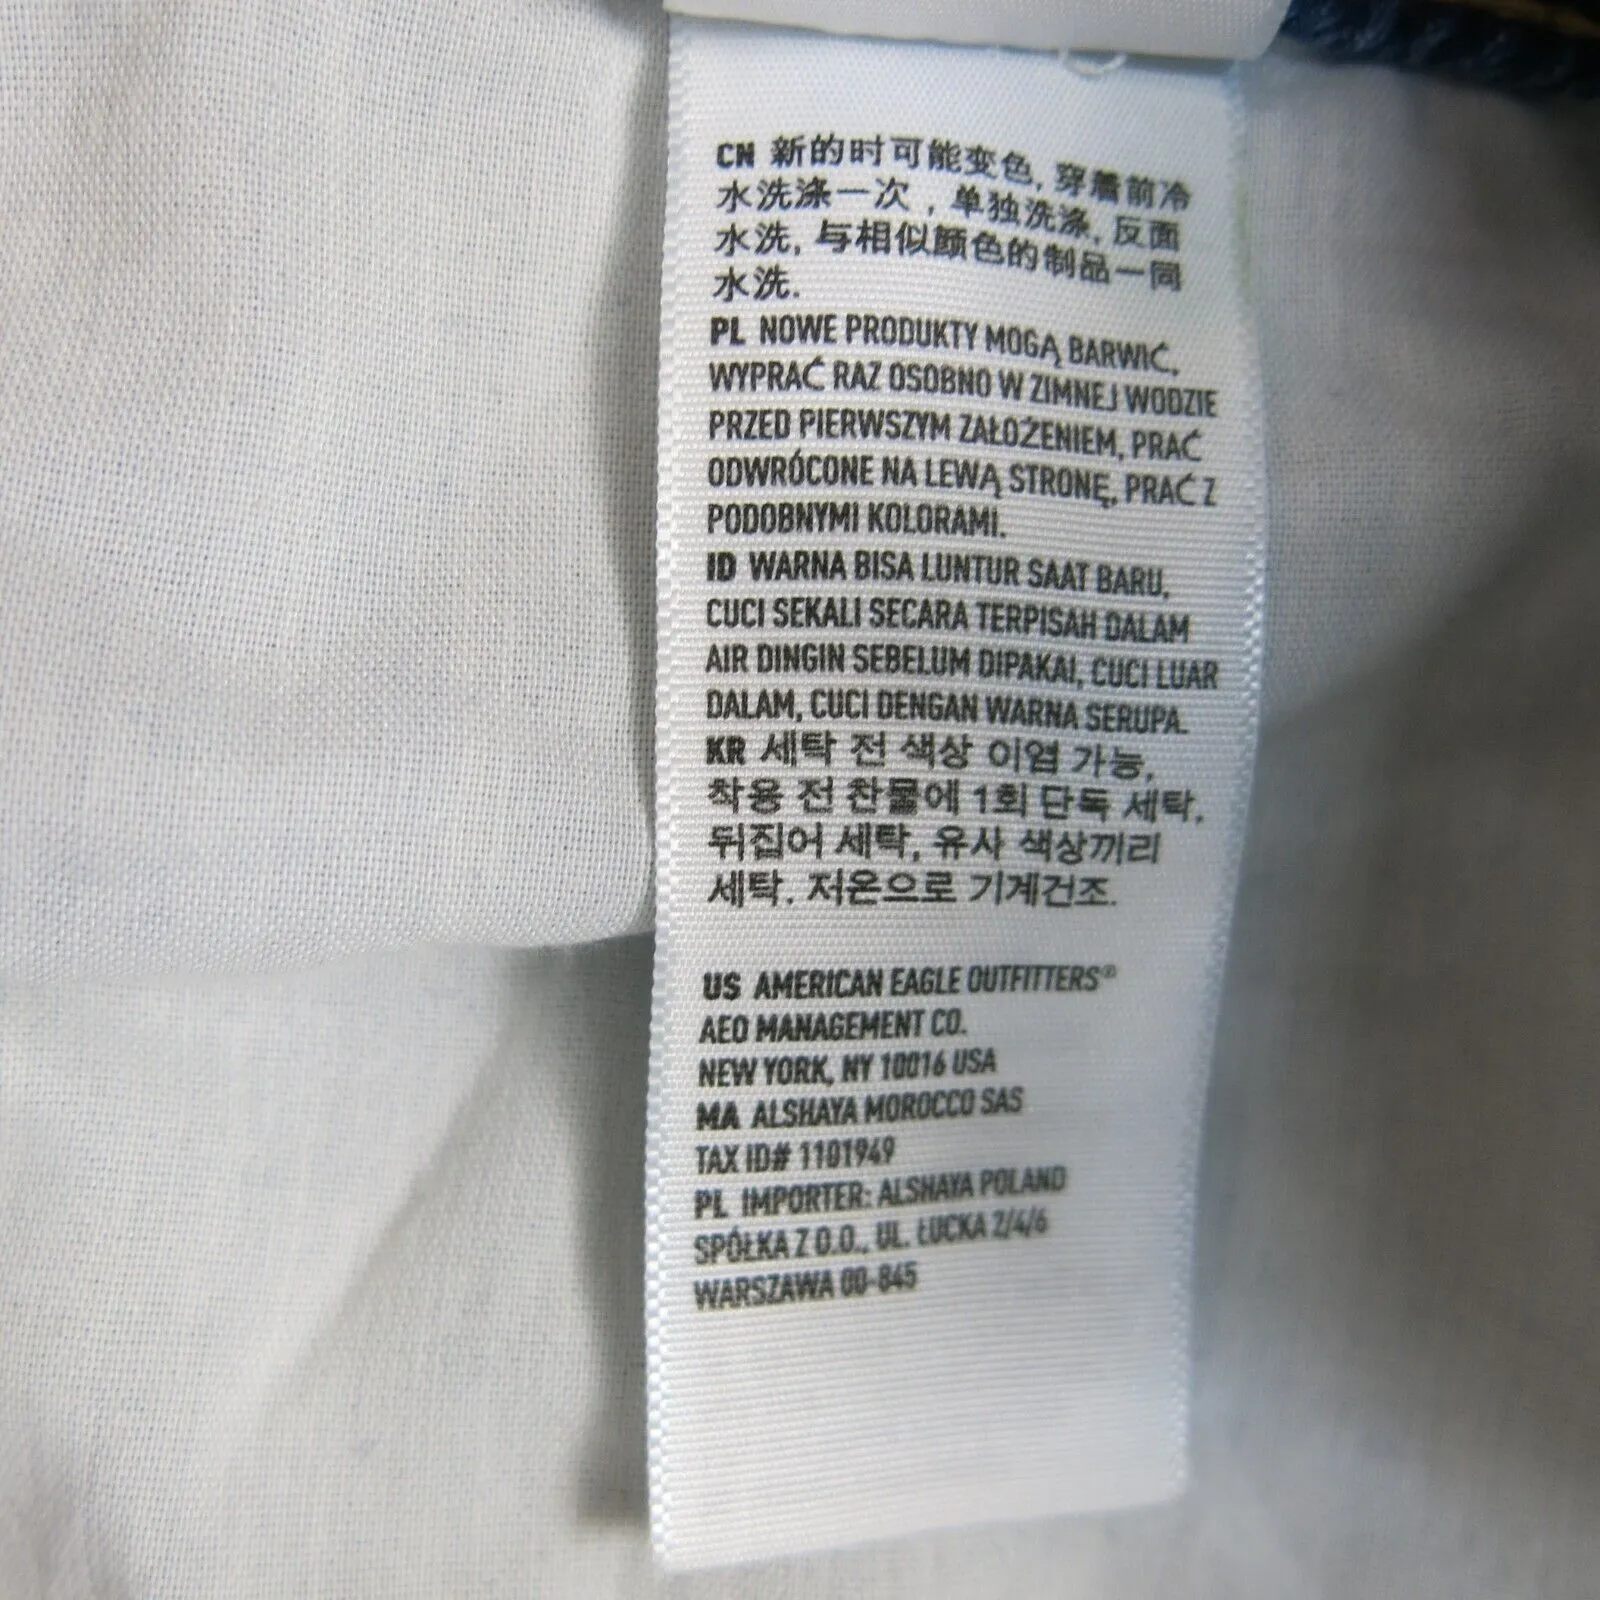 CN 新的时可能变色, 穿着前冷
水洗涤一次 , 单独洗涤, 反面
水洗, 与相似颜色的制品一同
水洗.
PL NOWE PRODUKTY MOGĄ BARWIĆ,
WYPRAĆ RAZ OSOBNO W ZIMNEJ WODZIE
PRZED PIERWSZYM ZAŁOŻENIEM, PRAĆ
ODWRÓCONE NA LEWĄ STRONĘ, PRAĆ Z
PODOBNYMI KOLORAMI.
ID WARNA BISA LUNTUR SAAT BARU,
CUCI SEKALI SECARA TERPISAH DALAM
AIR DINGIN SEBELUM DIPAKAI, CUCI LUAR
DALAM, CUCI DENGAN WARNA SERUPA.
KR 세탁 전 색상 이염 가능,
착용 전 찬물에 1회 단독 세탁,
뒤집어 세탁, 유사 색상끼리
세탁. 저온으로 기계건조.
US AMERICAN EAGLE OUTFITTERS®
AEO MANAGEMENT CO.
NEW YORK, NY 10016 USA
MA ALSHAYA MOROCCO SAS
TAX ID# 1101949
PL IMPORTER: ALSHAYA POLAND
SPÓŁKA Z O.O., UL. ŁUCKA 2/4/6
WARSZAWA 00-845